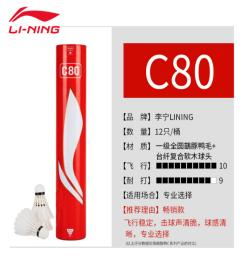 LI-NING
C80
C80
【品 牌】李宁LINING
【数 量】12只/桶
【材 质】一级全圆鹅豚鸭毛+
台纤复合软木球头
【飞 行】 10
【耐 打】 9
【适用场合】专业选择
【推荐理由】畅销款
飞行稳定，击球声清脆，球感清
晰，专业选择